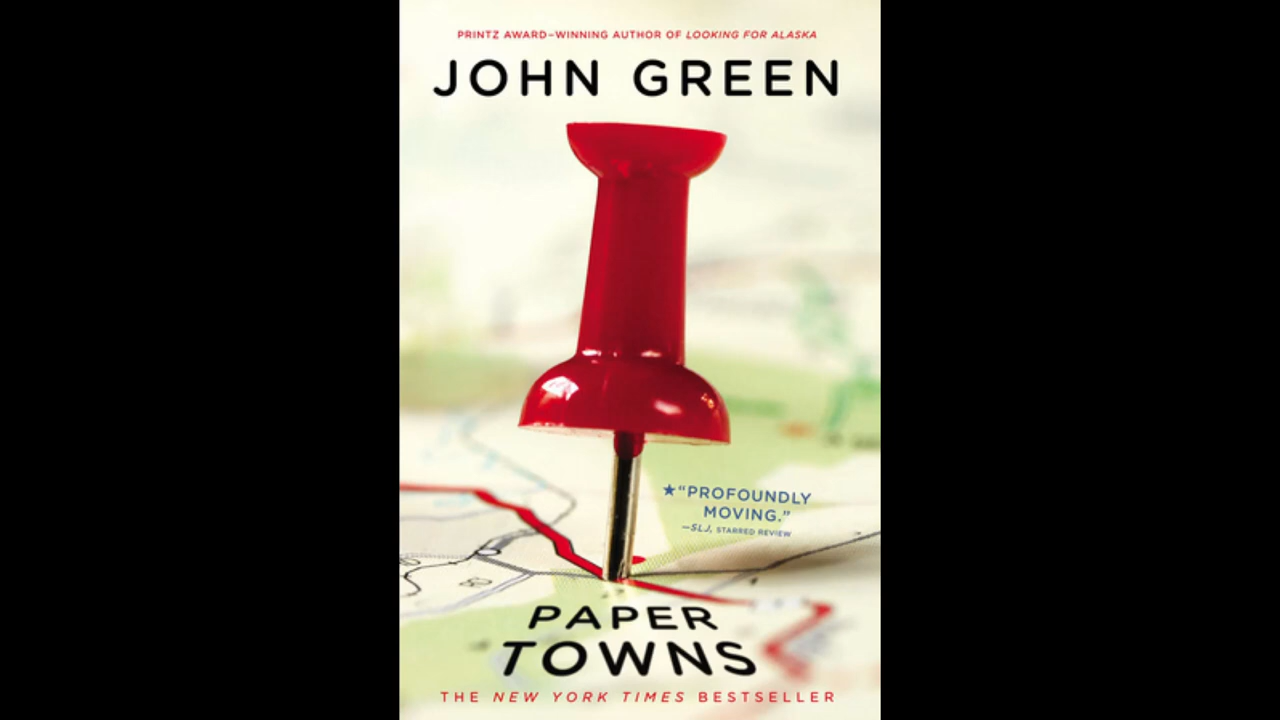 PRINTZ AWARD–WINNING AUTHOR OF LOOKING FOR ALASKA
JOHN GREEN
★“PROFOUNDLY
MOVING.”
—SLJ, STARRED REVIEW
PAPER
TOWNS
THE NEW YORK TIMES BESTSELLER